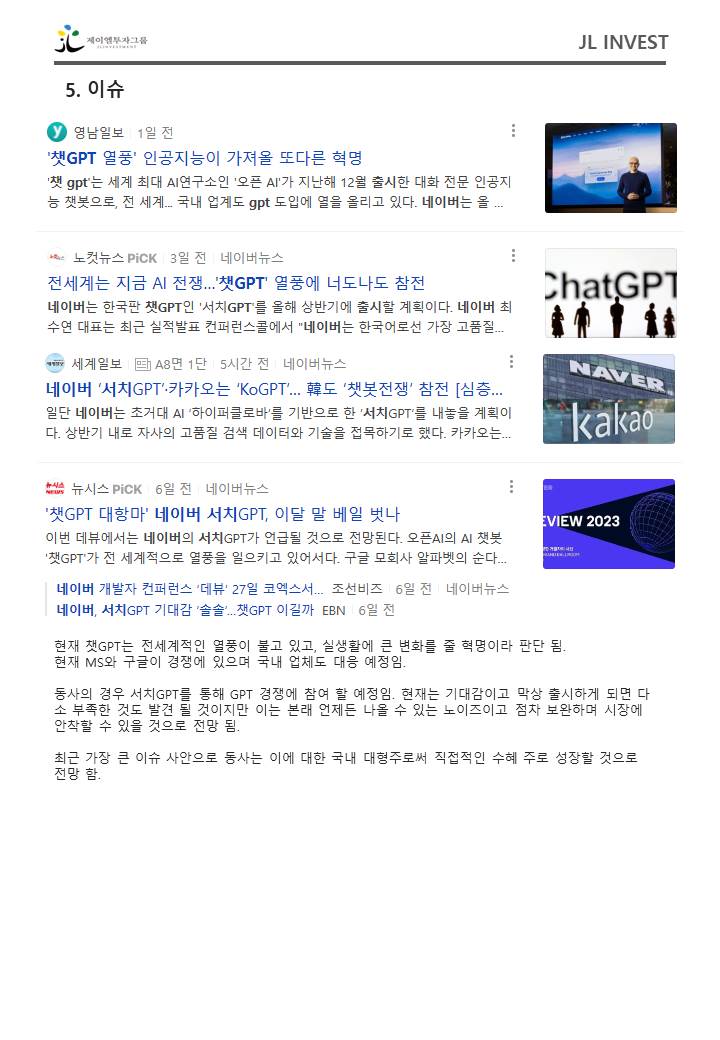 제이엘투자그룹
JL INVESTMENT
JL INVEST
5. 이슈
영남일보 1일 전
'챗GPT 열풍' 인공지능이 가져올 또다른 혁명
'챗 gpt'는 세계 최대 AI연구소인 '오픈 AI'가 지난해 12월 출시한 대화 전문 인공지
능 챗봇으로, 전 세계... 국내 업계도 gpt 도입에 열을 올리고 있다. 네이버는 올 ...
노컷뉴스 PiCK 3일 전 네이버뉴스
전세계는 지금 AI 전쟁…'챗GPT' 열풍에 너도나도 참전
네이버는 한국판 챗GPT인 '서치GPT'를 올해 상반기에 출시할 계획이다. 네이버 최
수연 대표는 최근 실적발표 컨퍼런스콜에서 "네이버는 한국어로선 가장 고품질...
ChatGPT
세계일보 A8면 1단 5시간 전 네이버뉴스
네이버 ‘서치GPT’·카카오는 ‘KoGPT’… 韓도 ‘챗봇전쟁’ 참전 [심층...
일단 네이버는 초거대 AI ‘하이퍼클로바’를 기반으로 한 ‘서치GPT’를 내놓을 계획이
다. 상반기 내로 자사의 고품질 검색 데이터와 기술을 접목하기로 했다. 카카오는...
NAVER
kakao
뉴시스 PiCK 6일 전 네이버뉴스
'챗GPT 대항마' 네이버 서치GPT, 이달 말 베일 벗나
이번 데뷰에서는 네이버의 서치GPT가 언급될 것으로 전망된다. 오픈AI의 AI 챗봇
'챗GPT'가 전 세계적으로 열풍을 일으키고 있어서다. 구글 모회사 알파벳의 순다...
EVIEW 2023
네이버 개발자 컨퍼런스 ‘데뷰’ 27일 코엑스서… 조선비즈 6일 전 네이버뉴스
네이버, 서치GPT 기대감 ‘솔솔’…챗GPT 이길까 EBN 6일 전
현재 챗GPT는 전세계적인 열풍이 불고 있고, 실생활에 큰 변화를 줄 혁명이라 판단 됨.
현재 MS와 구글이 경쟁에 있으며 국내 업체도 대응 예정임.
동사의 경우 서치GPT를 통해 GPT 경쟁에 참여 할 예정임. 현재는 기대감이고 막상 출시하게 되면 다
소 부족한 것도 발견 될 것이지만 이는 본래 언제든 나올 수 있는 노이즈이고 점차 보완하며 시장에
안착할 수 있을 것으로 전망 됨.
최근 가장 큰 이슈 사안으로 동사는 이에 대한 국내 대형주로써 직접적인 수혜 주로 성장할 것으로
전망 함.